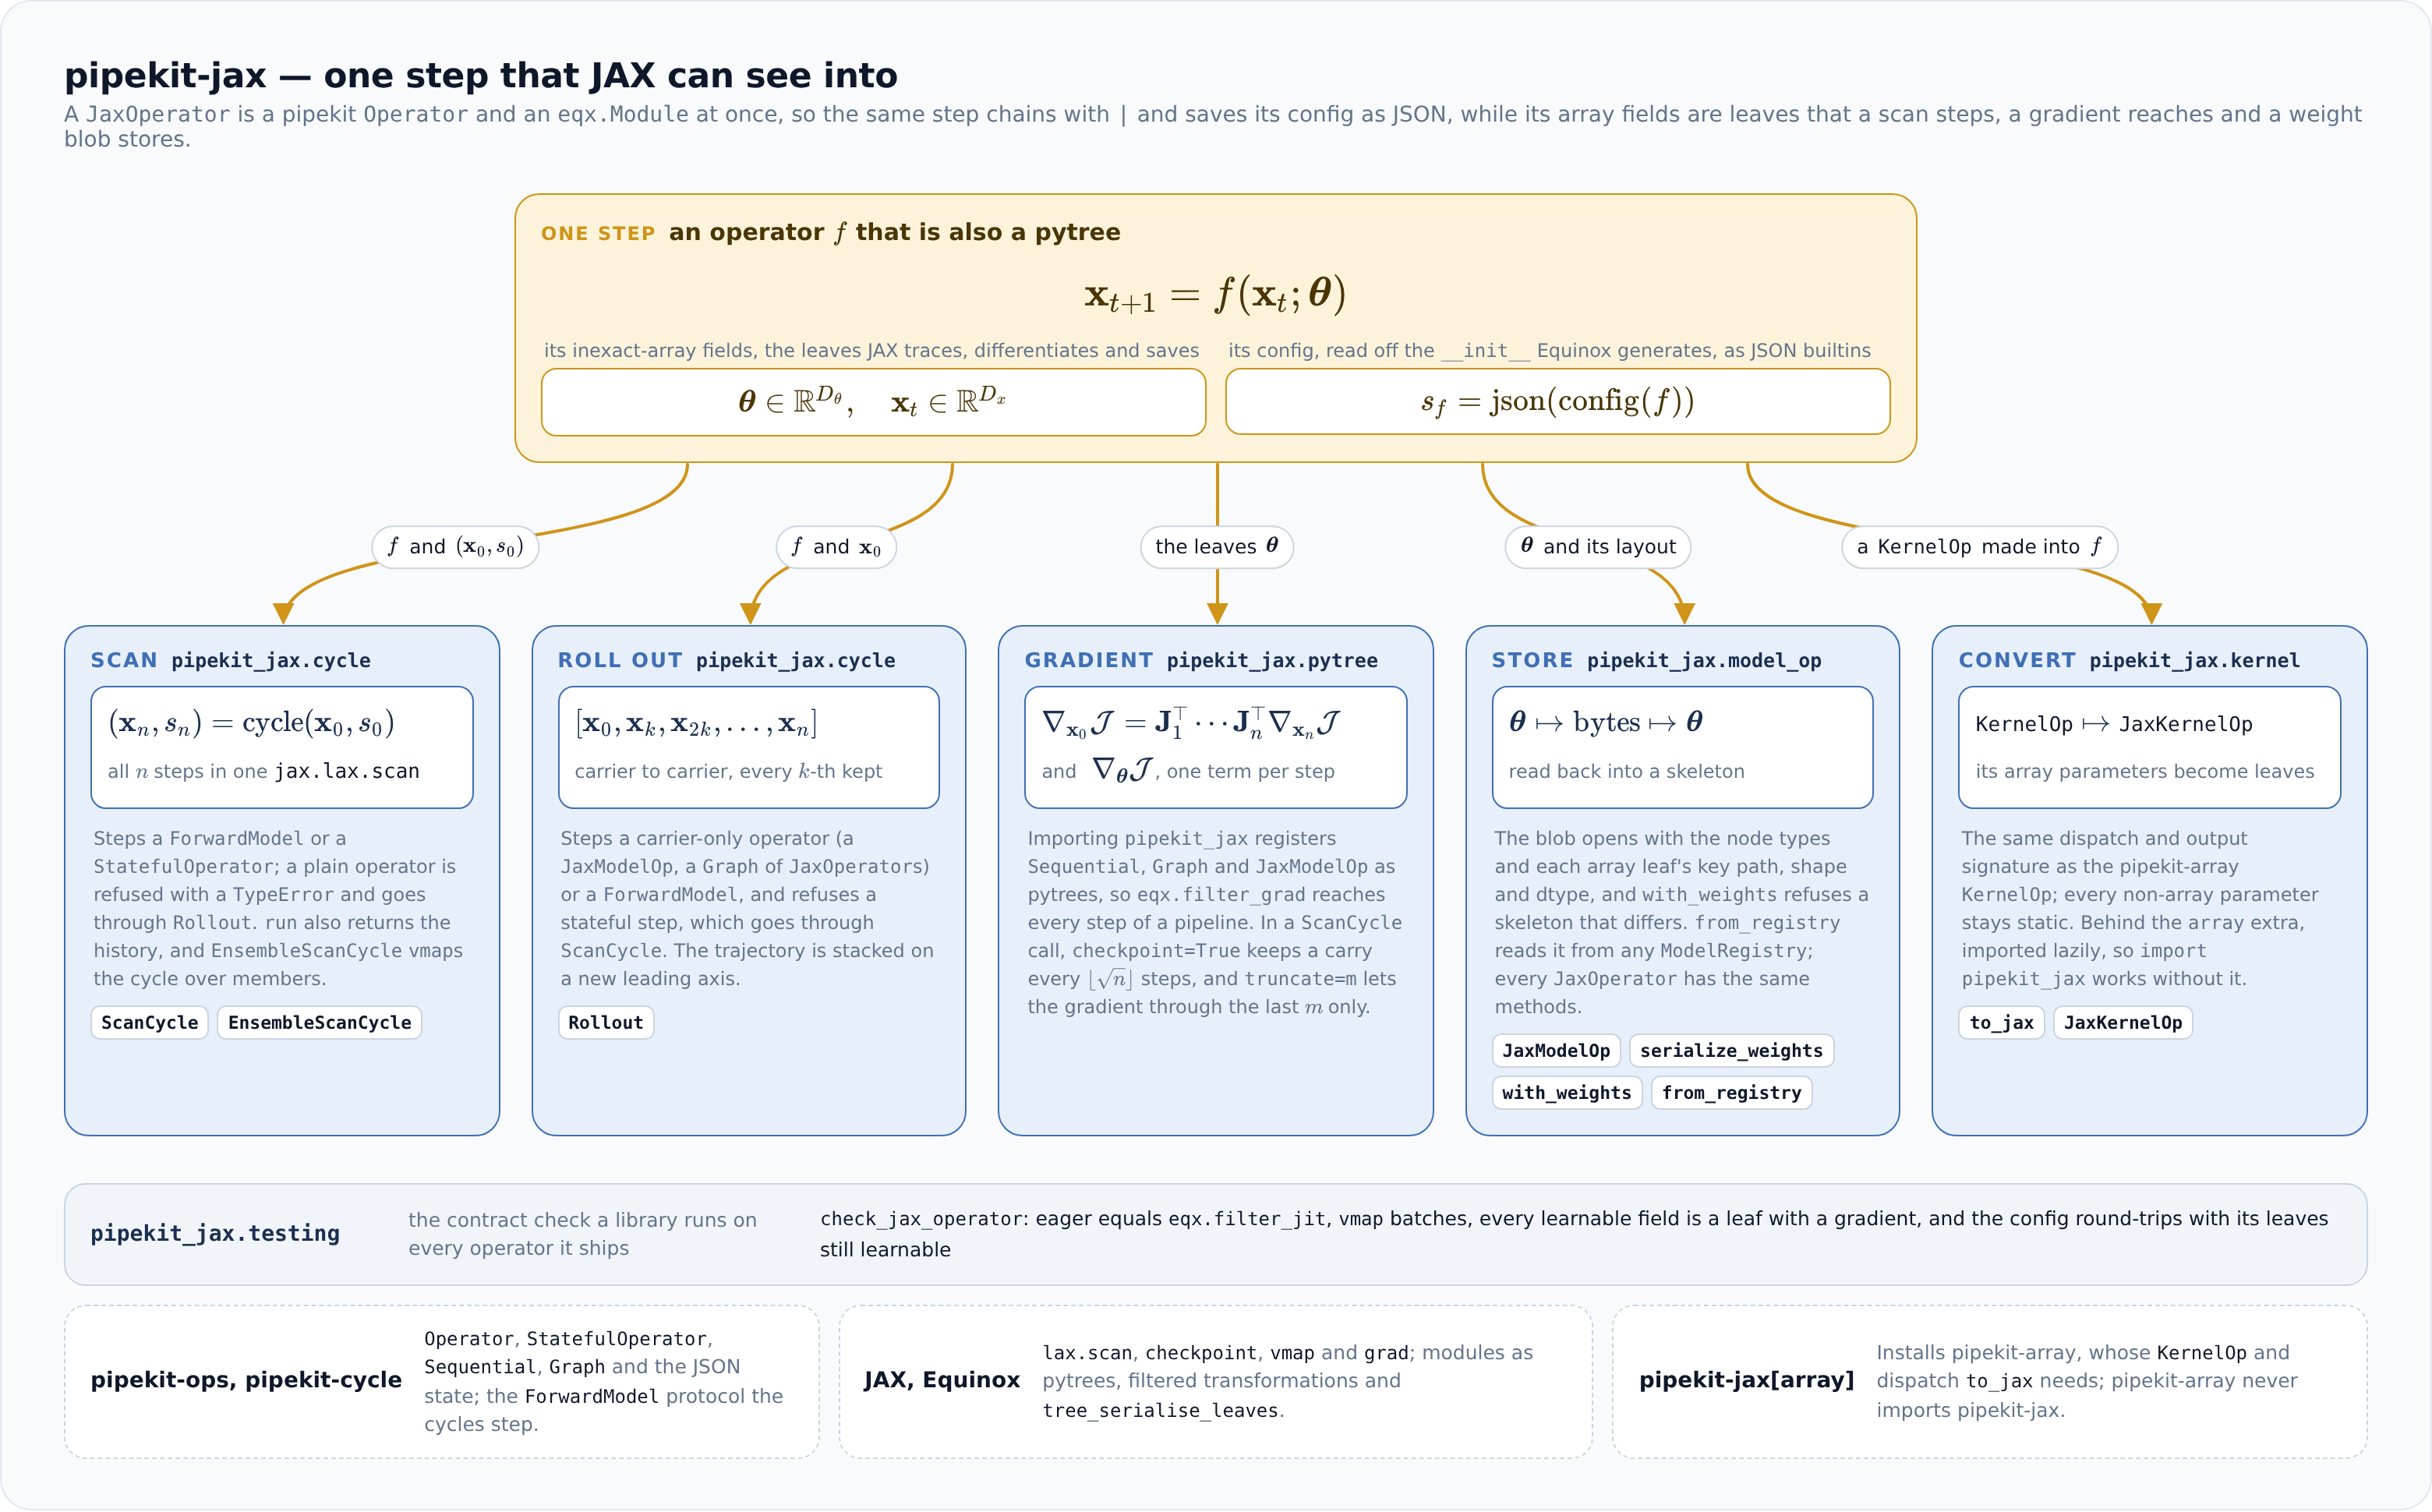 pipekit-jax — one step that JAX can see into
A JaxOperator is a pipekit Operator and an eqx.Module at once, so the same step chains with | and saves its config as JSON, while its array fields are leaves that a scan steps, a gradient reaches and a weight
blob stores.
ONE STEP an operator f that is also a pytree
x_{t+1} = f(x_t; θ)
its inexact-array fields, the leaves JAX traces, differentiates and saves
θ ∈ ℝ^{D_θ}, x_t ∈ ℝ^{D_x}
its config, read off the __init__ Equinox generates, as JSON builtins
s_f = json(config(f))
f and (x_0, s_0)
f and x_0
the leaves θ
θ and its layout
a KernelOp made into f
SCAN pipekit_jax.cycle
(x_n, s_n) = cycle(x_0, s_0)
all n steps in one jax.lax.scan
Steps a ForwardModel or a
StatefulOperator; a plain operator is
refused with a TypeError and goes
through Rollout. run also returns the
history, and EnsembleScanCycle vmaps
the cycle over members.
ScanCycle EnsembleScanCycle
ROLL OUT pipekit_jax.cycle
[x_0, x_k, x_{2k}, …, x_n]
carrier to carrier, every k-th kept
Steps a carrier-only operator (a
JaxModelOp, a Graph of JaxOperators)
or a ForwardModel, and refuses a
stateful step, which goes through
ScanCycle. The trajectory is stacked on
a new leading axis.
Rollout
GRADIENT pipekit_jax.pytree
∇_{x_0} 𝒥 = J_1^⊤ ⋯ J_n^⊤ ∇_{x_n} 𝒥
and ∇_θ 𝒥, one term per step
Importing pipekit_jax registers
Sequential, Graph and JaxModelOp as
pytrees, so eqx.filter_grad reaches
every step of a pipeline. In a ScanCycle
call, checkpoint=True keeps a carry
every ⌊√n⌋ steps, and truncate=m lets
the gradient through the last m only.
STORE pipekit_jax.model_op
θ ↦ bytes ↦ θ
read back into a skeleton
The blob opens with the node types
and each array leaf's key path, shape
and dtype, and with_weights refuses a
skeleton that differs. from_registry
reads it from any ModelRegistry;
every JaxOperator has the same
methods.
JaxModelOp serialize_weights
with_weights from_registry
CONVERT pipekit_jax.kernel
KernelOp ↦ JaxKernelOp
its array parameters become leaves
The same dispatch and output
signature as the pipekit-array
KernelOp; every non-array parameter
stays static. Behind the array extra,
imported lazily, so import
pipekit_jax works without it.
to_jax JaxKernelOp
pipekit_jax.testing
the contract check a library runs on
every operator it ships
check_jax_operator: eager equals eqx.filter_jit, vmap batches, every learnable field is a leaf with a gradient, and the config round-trips with its leaves
still learnable
pipekit-ops, pipekit-cycle
Operator, StatefulOperator,
Sequential, Graph and the JSON
state; the ForwardModel protocol the
cycles step.
JAX, Equinox
lax.scan, checkpoint, vmap and grad; modules as
pytrees, filtered transformations and
tree_serialise_leaves.
pipekit-jax[array]
Installs pipekit-array, whose KernelOp and
dispatch to_jax needs; pipekit-array never
imports pipekit-jax.